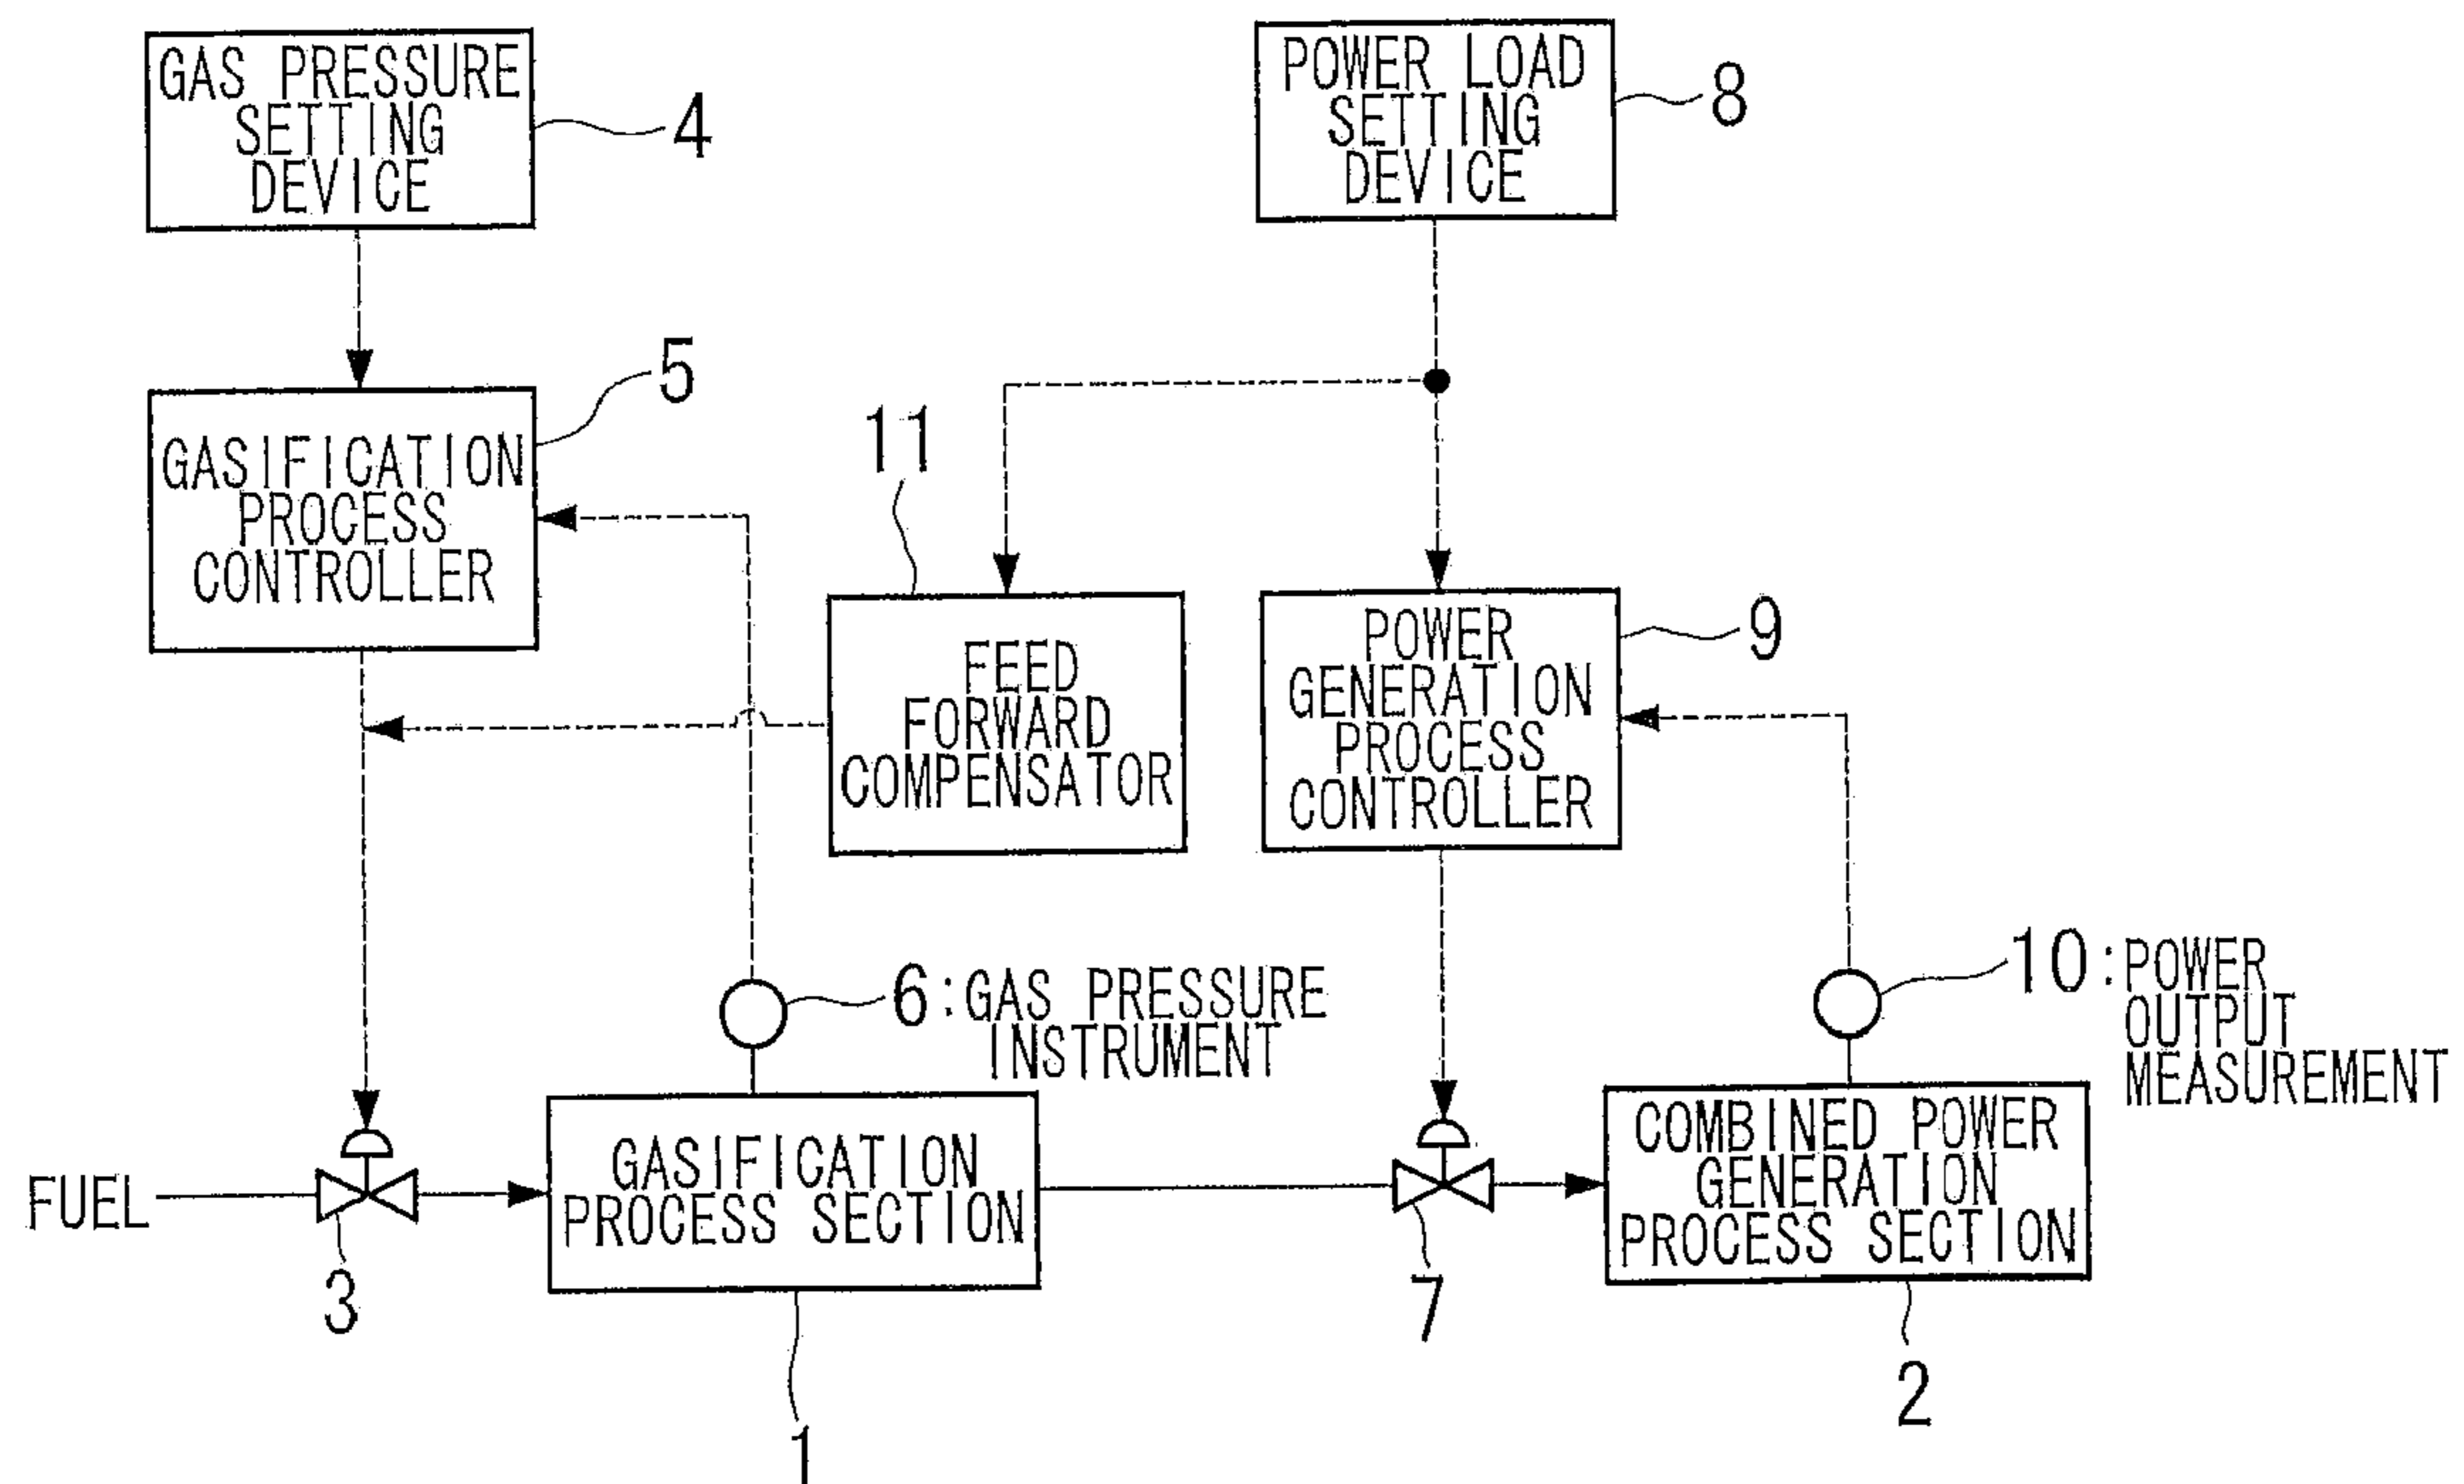 GAS PRESSURE
SETTING
DEVICE
4
POWER LOAD
SETTING
DEVICE
8
5
GASIFICATION
PROCESS
CONTROLLER
11
FEED
FORWARD
COMPENSATOR
POWER
GENERATION
PROCESS
CONTROLLER
9
6:GAS PRESSURE
INSTRUMENT
10:POWER
OUTPUT
MEASUREMENT
FUEL
3
GASIFICATION
PROCESS SECTION
1
7
COMBINED POWER
GENERATION
PROCESS SECTION
2